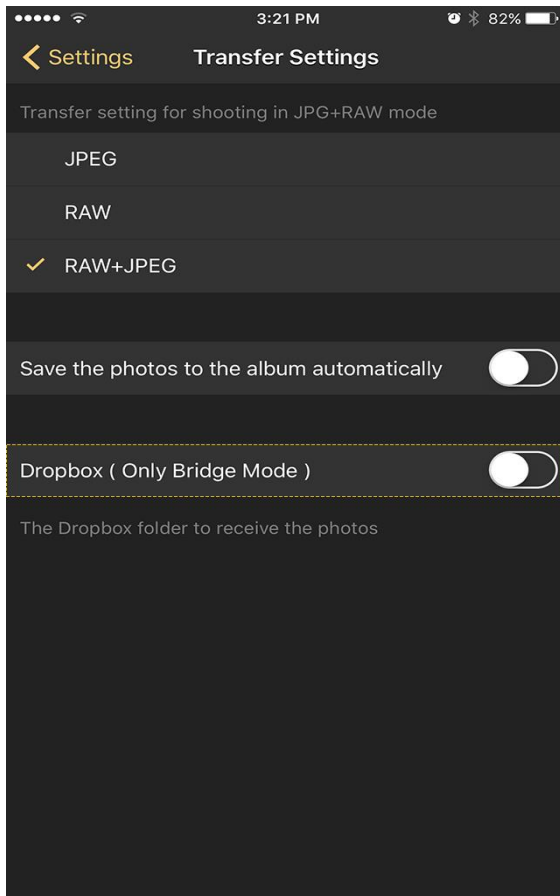 3:21 PM 82%
Settings Transfer Settings
Transfer setting for shooting in JPG+RAW mode
JPEG
RAW
RAW+JPEG
Save the photos to the album automatically
Dropbox ( Only Bridge Mode )
The Dropbox folder to receive the photos